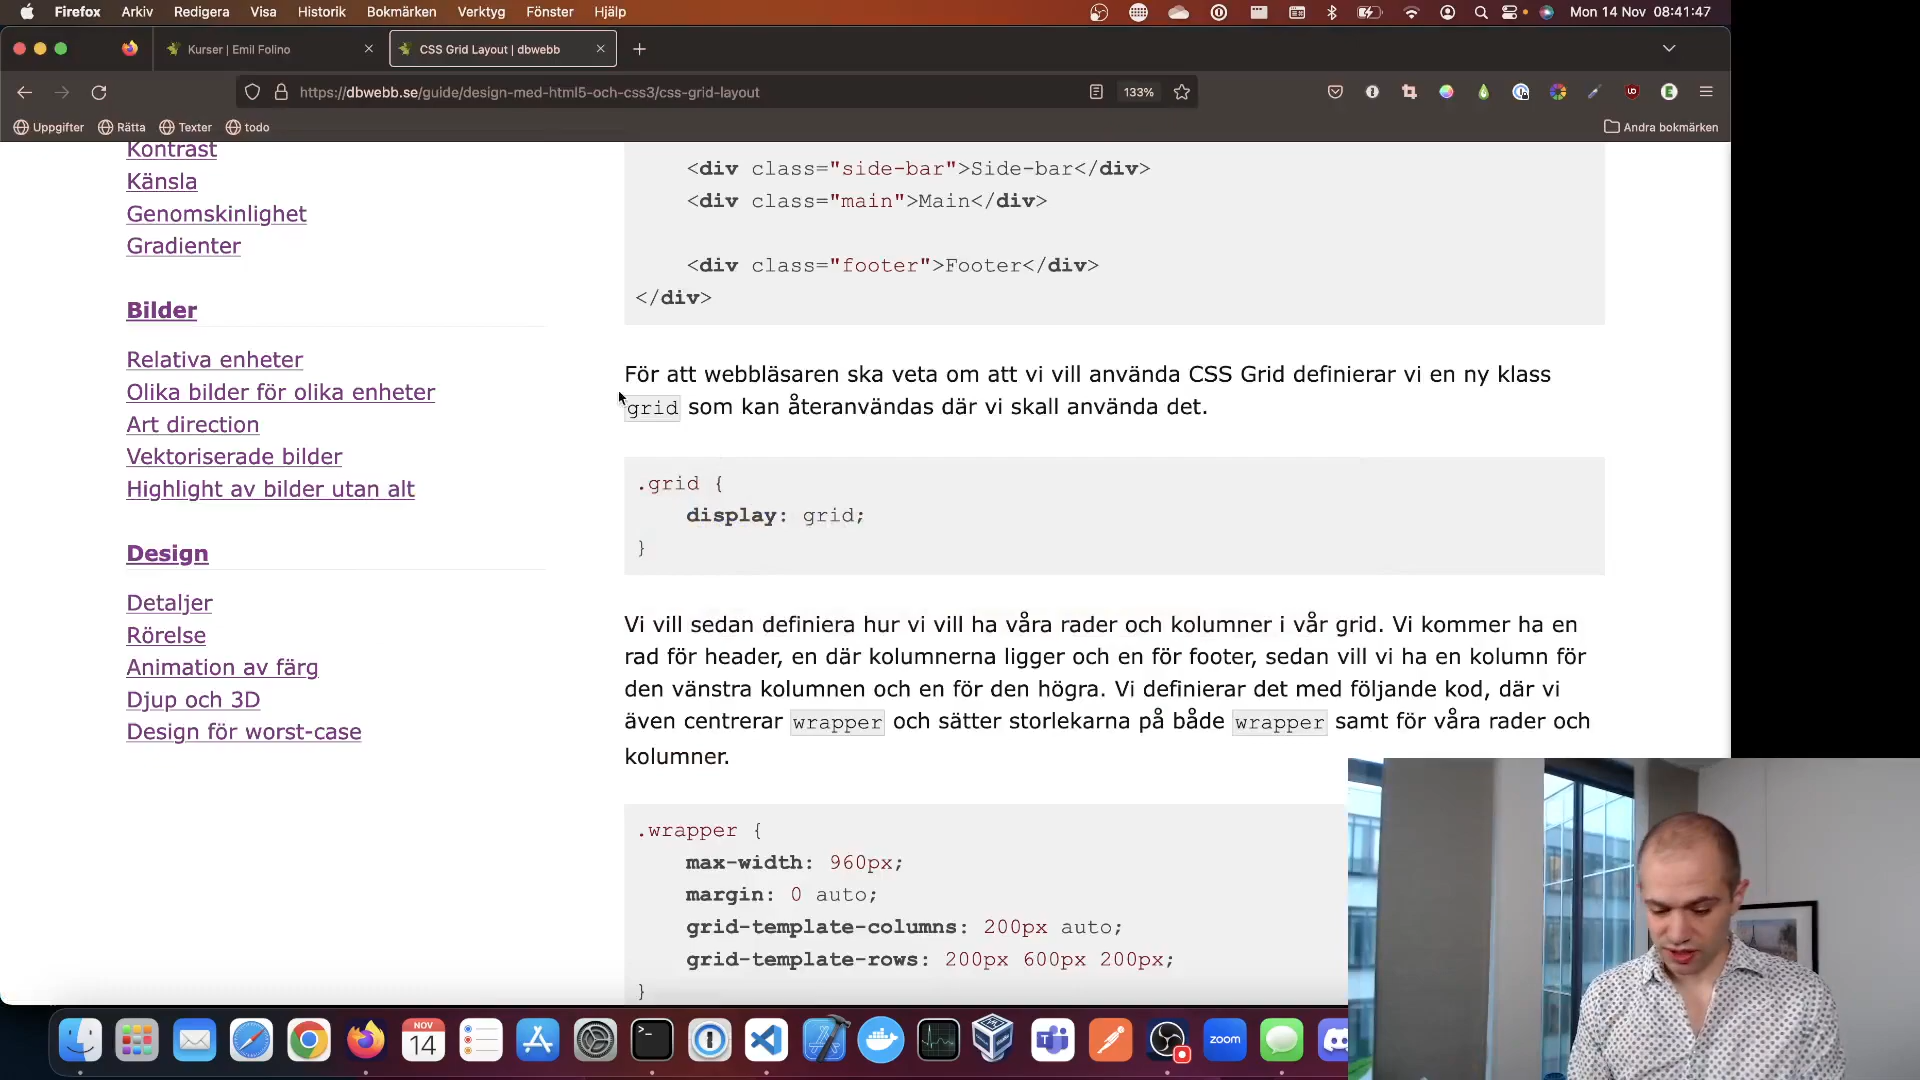 Firefox Arkiv Redigera Visa Historik Bokmärken Verktyg Fönster Hjälp Mon 14 Nov 08:41:47
Kurser | Emil Folino CSS Grid Layout | dbwebb
https://dbwebb.se/guide/design-med-html5-och-css3/css-grid-layout 133%
Uppgifter Rätta Texter todo Andra bokmärken
Kontrast
Känsla
Genomskinlighet
Gradienter
Bilder
Relativa enheter
Olika bilder för olika enheter
Art direction
Vektoriserade bilder
Highlight av bilder utan alt
Design
Detaljer
Rörelse
Animation av färg
Djup och 3D
Design för worst-case
<div class="side-bar">Side-bar</div>
<div class="main">Main</div>
<div class="footer">Footer</div>
</div>
För att webbläsaren ska veta om att vi vill använda CSS Grid definierar vi en ny klass
grid som kan återanvändas där vi skall använda det.
.grid {
display: grid;
}
Vi vill sedan definiera hur vi vill ha våra rader och kolumner i vår grid. Vi kommer ha en
rad för header, en där kolumnerna ligger och en för footer, sedan vill vi ha en kolumn för
den vänstra kolumnen och en för den högra. Vi definierar det med följande kod, där vi
även centrerar wrapper och sätter storlekarna på både wrapper samt för våra rader och
kolumner.
.wrapper {
max-width: 960px;
margin: 0 auto;
grid-template-columns: 200px auto;
grid-template-rows: 200px 600px 200px;
}
NOV
14
zoom